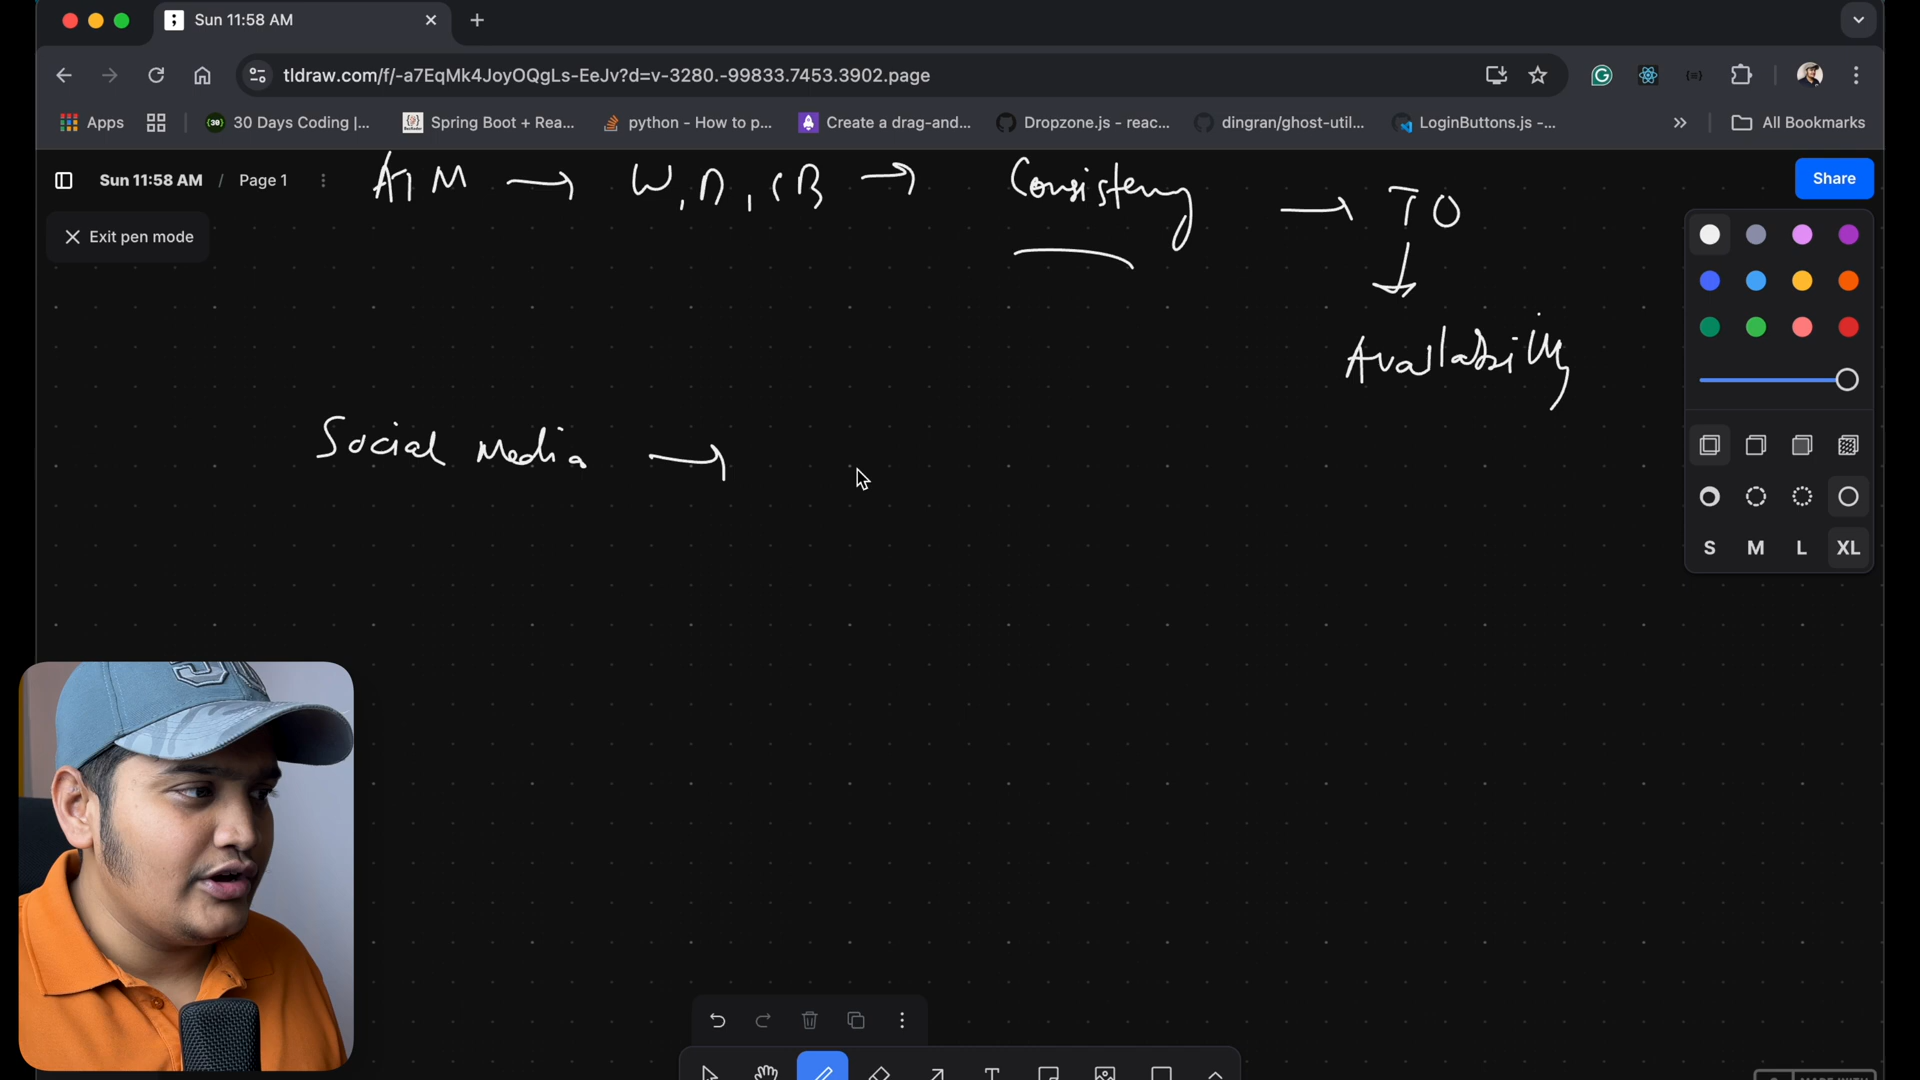 Sun 11:58 AM
tldraw.com/f/-a7EqMk4JoyOQgLs-EeJv?d=v-3280.-99833.7453.3902.page
Apps
30 Days Coding |...
Spring Boot + Rea...
python - How to p...
Create a drag-and...
Dropzone.js - reac...
dingran/ghost-util...
LoginButtons.js -...
»
All Bookmarks
Sun 11:58 AM / Page 1
Share
Exit pen mode
ATM → W, D, CB → Consistency → TO
↓
Availability
Social Media →
S M L XL